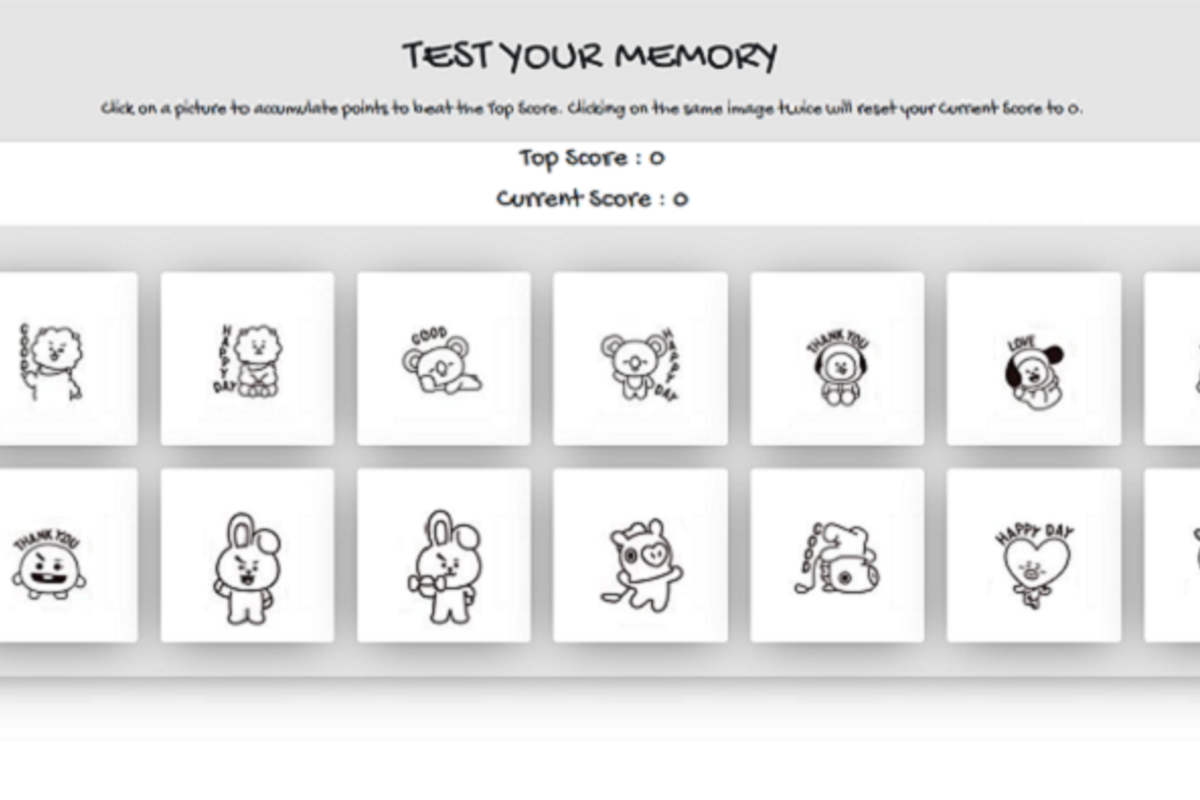 TEST YOUR MEMORY
Click on a picture to accumulate points to beat the Top Score. Clicking on the same image twice will reset your Current Score to 0.
Top Score : 0
Current Score : 0
GOOD
HAPPY DAY
GOOD
HAPPY DAY
THANK YOU
LOVE
THANK YOU
GOOD
HAPPY DAY